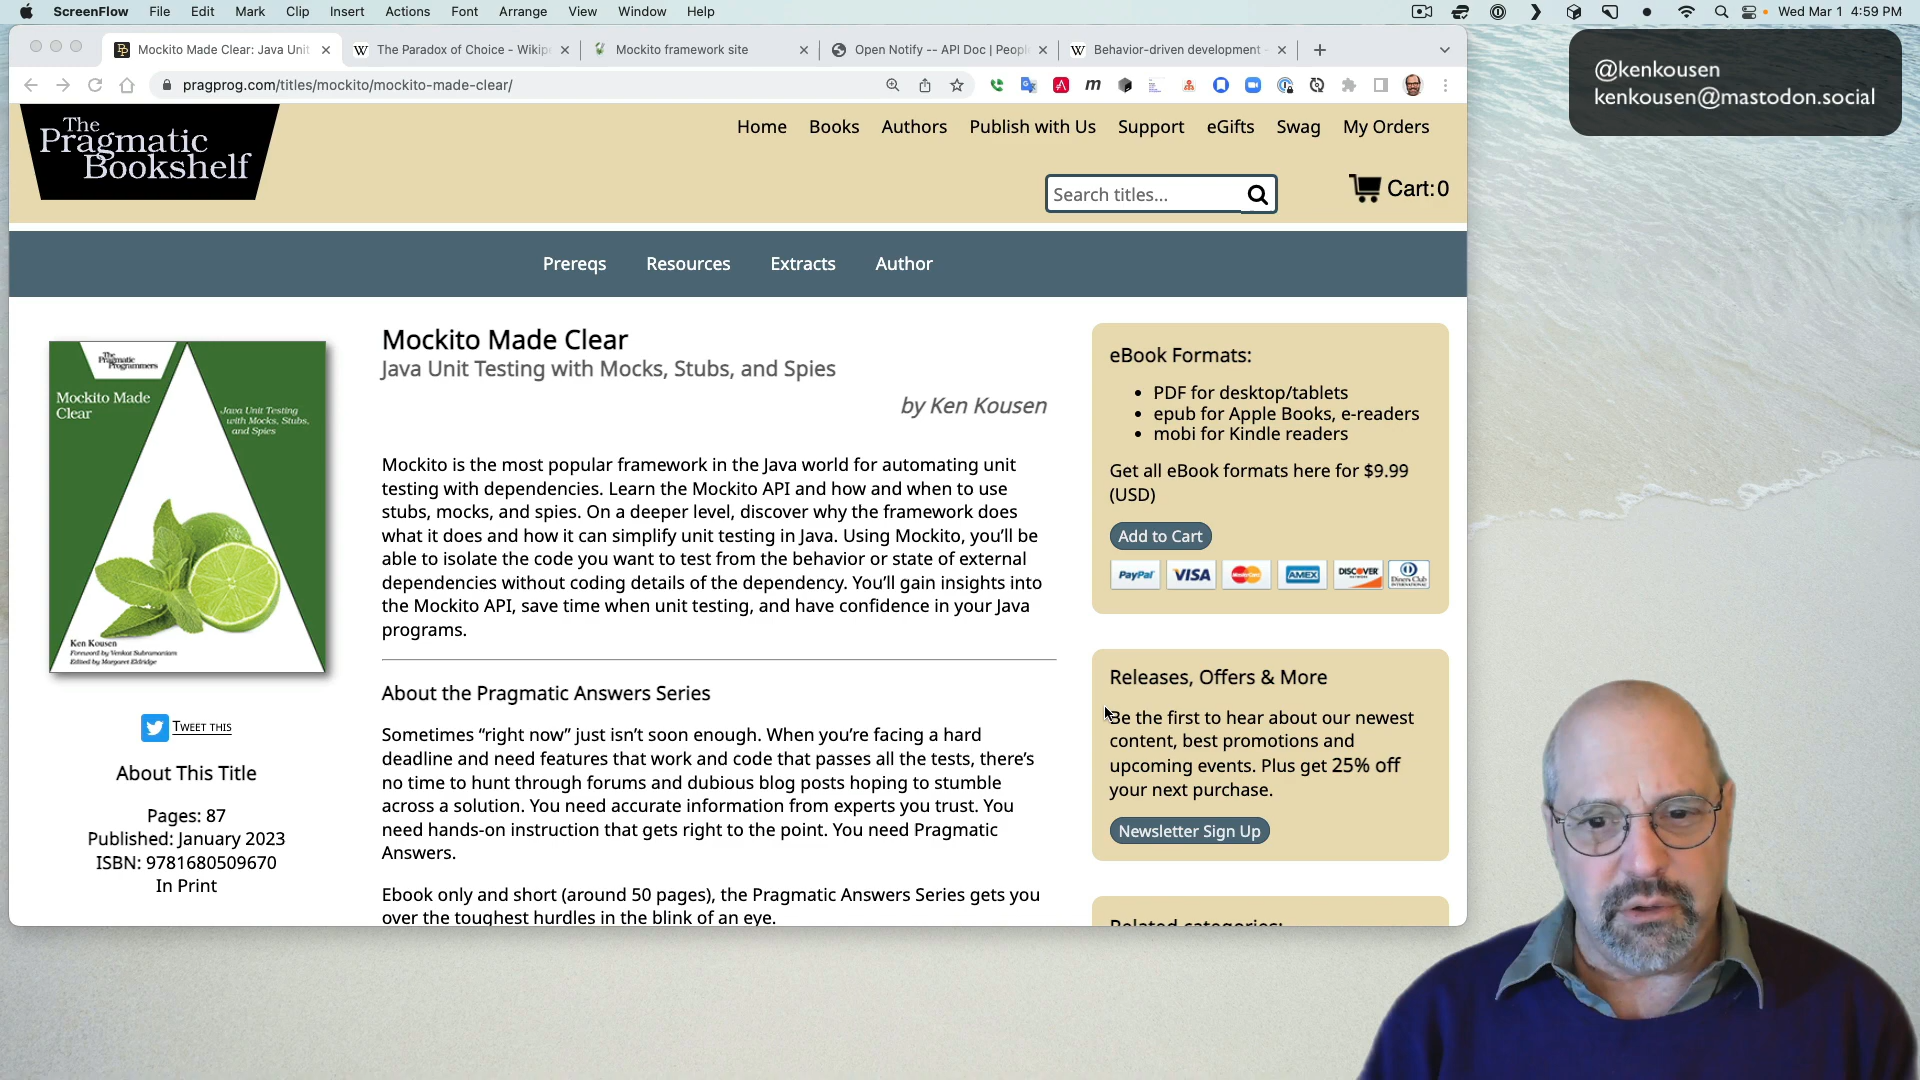 ScreenFlow File Edit Mark Clip Insert Actions Font Arrange View Window Help Wed Mar 1 4:59 PM
Mockito Made Clear: Java Unit The Paradox of Choice - Wikipe Mockito framework site Open Notify -- API Doc | People Behavior-driven development -
pragprog.com/titles/mockito/mockito-made-clear/
@kenkousen
kenkousen@mastodon.social
The
Pragmatic
Bookshelf
Home Books Authors Publish with Us Support eGifts Swag My Orders
Search titles... Cart:0
Prereqs Resources Extracts Author
The
Pragmatic
Programmers
Mockito Made
Clear
Java Unit Testing
with Mocks, Stubs,
and Spies
Ken Kousen
Foreword by Venkat Subramaniam
Edited by Margaret Eldridge
Tweet this
About This Title
Pages: 87
Published: January 2023
ISBN: 9781680509670
In Print
Mockito Made Clear
Java Unit Testing with Mocks, Stubs, and Spies
by Ken Kousen
Mockito is the most popular framework in the Java world for automating unit
testing with dependencies. Learn the Mockito API and how and when to use
stubs, mocks, and spies. On a deeper level, discover why the framework does
what it does and how it can simplify unit testing in Java. Using Mockito, you’ll be
able to isolate the code you want to test from the behavior or state of external
dependencies without coding details of the dependency. You’ll gain insights into
the Mockito API, save time when unit testing, and have confidence in your Java
programs.
About the Pragmatic Answers Series
Sometimes “right now” just isn’t soon enough. When you’re facing a hard
deadline and need features that work and code that passes all the tests, there’s
no time to hunt through forums and dubious blog posts hoping to stumble
across a solution. You need accurate information from experts you trust. You
need hands-on instruction that gets right to the point. You need Pragmatic
Answers.
Ebook only and short (around 50 pages), the Pragmatic Answers Series gets you
over the toughest hurdles in the blink of an eye.
eBook Formats:
• PDF for desktop/tablets
• epub for Apple Books, e-readers
• mobi for Kindle readers
Get all eBook formats here for $9.99
(USD)
Add to Cart
PayPal VISA MasterCard AMEX DISCOVER Diners Club
Releases, Offers & More
Be the first to hear about our newest
content, best promotions and
upcoming events. Plus get 25% off
your next purchase.
Newsletter Sign Up
Related categories: